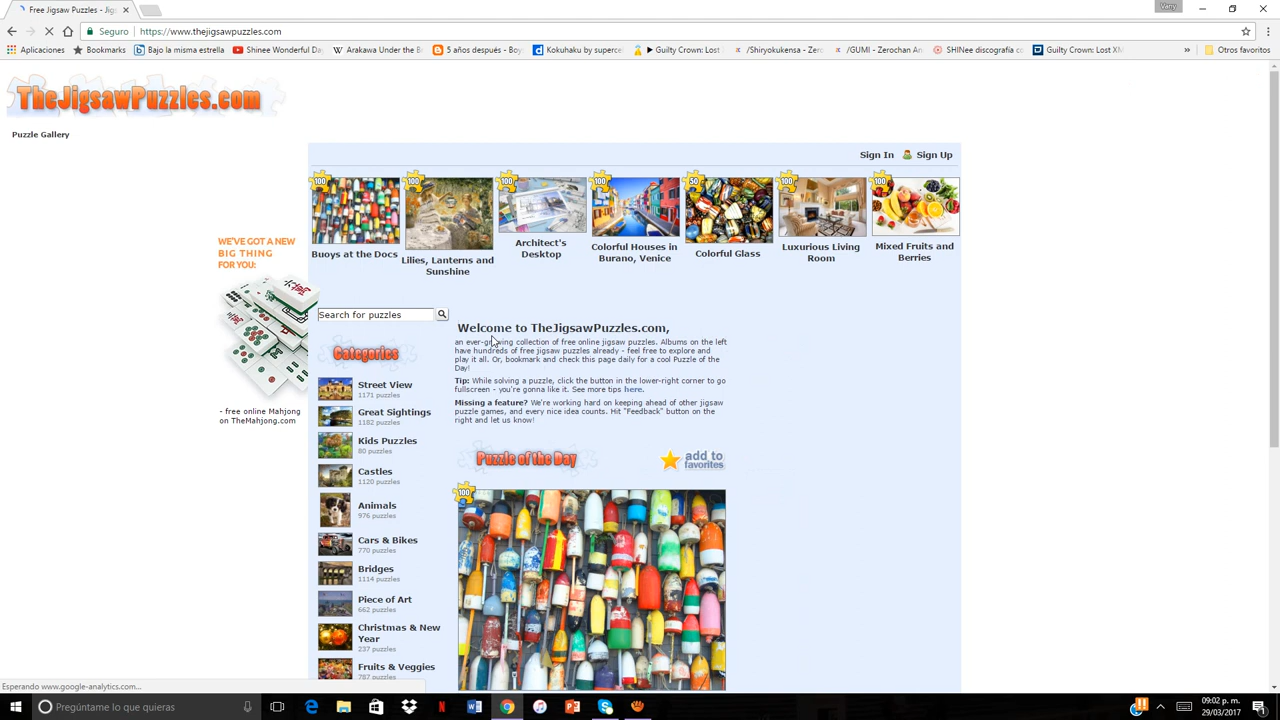 Free Jigsaw Puzzles - Jig
Vany
Seguro
https://www.thejigsawpuzzles.com
Aplicaciones
Bookmarks
Bajo la misma estrella
Shinee Wonderful Da
Arakawa Under the B
5 años después - Boy
Kokuhaku by superce
Guilty Crown: Lost
/Shiryokukensa - Zero
/GUMI - Zerochan An
SHINee discografía co
Guilty Crown: Lost XM
Otros favoritos
TheJigsawPuzzles.com
Puzzle Gallery
Sign In
Sign Up
100
100
100
100
50
100
100
Buoys at the Docs
Lilies, Lanterns and
Sunshine
Architect's
Desktop
Colorful Houses in
Burano, Venice
Colorful Glass
Luxurious Living
Room
Mixed Fruits and
Berries
WE'VE GOT A NEW
BIG THING
FOR YOU:
- free online Mahjong
on TheMahjong.com
Search for puzzles
Categories
Street View
1171 puzzles
Great Sightings
1182 puzzles
Kids Puzzles
80 puzzles
Castles
1120 puzzles
Animals
976 puzzles
Cars & Bikes
770 puzzles
Bridges
1114 puzzles
Piece of Art
662 puzzles
Christmas & New
Year
237 puzzles
Fruits & Veggies
787 puzzles
Welcome to TheJigsawPuzzles.com,
an ever-growing collection of free online jigsaw puzzles. Albums on the left
have hundreds of free jigsaw puzzles already - feel free to explore and
play it all. Or, bookmark and check this page daily for a cool Puzzle of the
Day!
Tip: While solving a puzzle, click the button in the lower-right corner to go
fullscreen - you're gonna like it. See more tips here.
Missing a feature? We're working hard on keeping ahead of other jigsaw
puzzle games, and every nice idea counts. Hit "Feedback" button on the
right and let us know!
Puzzle of the Day
add to
favorites
100
Esperando www.google-analytics.com...
Pregúntame lo que quieras
09:02 p. m.
29/03/2017